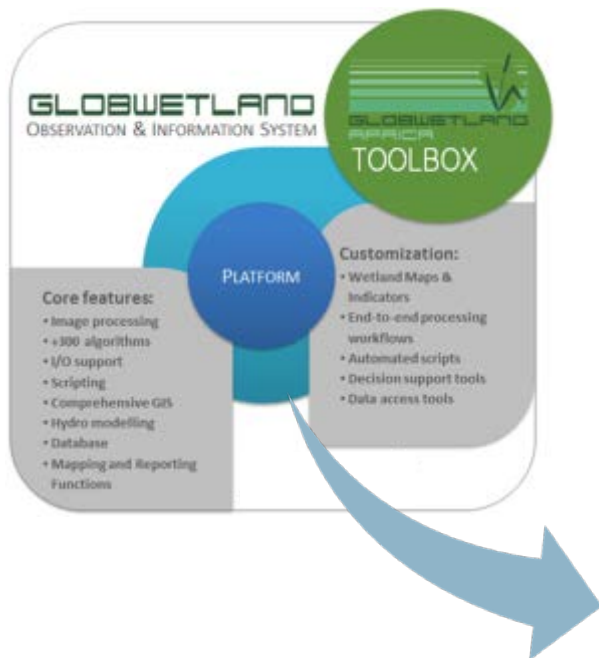 GLOBWETLAND
OBSERVATION & INFORMATION SYSTEM
GLOBWETLAND
AFRICA
TOOLBOX
PLATFORM
Customization:
• Wetland Maps &
Indicators
• End-to-end processing
workflows
• Automated scripts
• Decision support tools
• Data access tools
Core features:
• Image processing
• +300 algorithms
• I/O support
• Scripting
• Comprehensive GIS
• Hydro modelling
• Database
• Mapping and Reporting
Functions